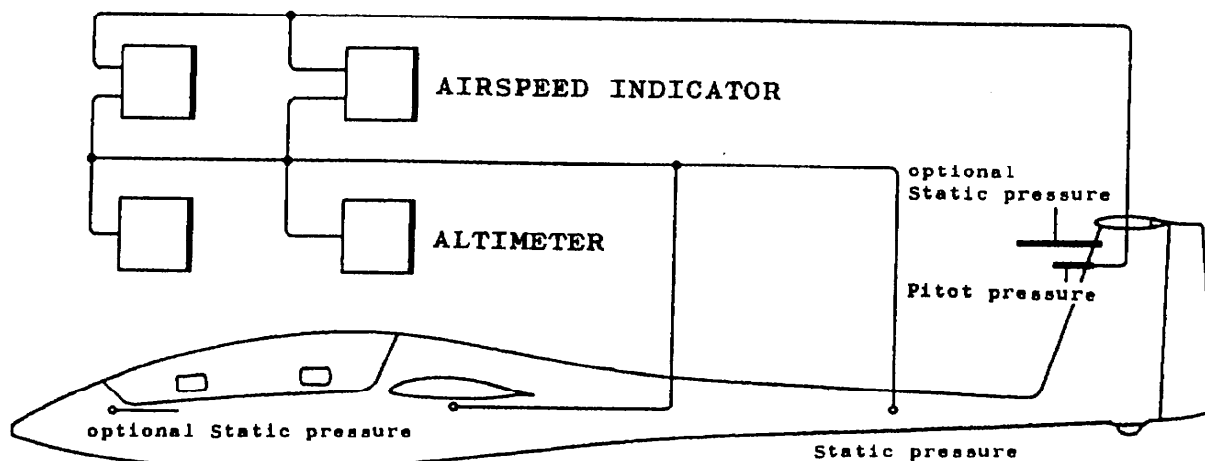 AIRSPEED INDICATOR
optional
Static pressure
ALTIMETER
Pitot pressure
optional Static pressure
Static pressure